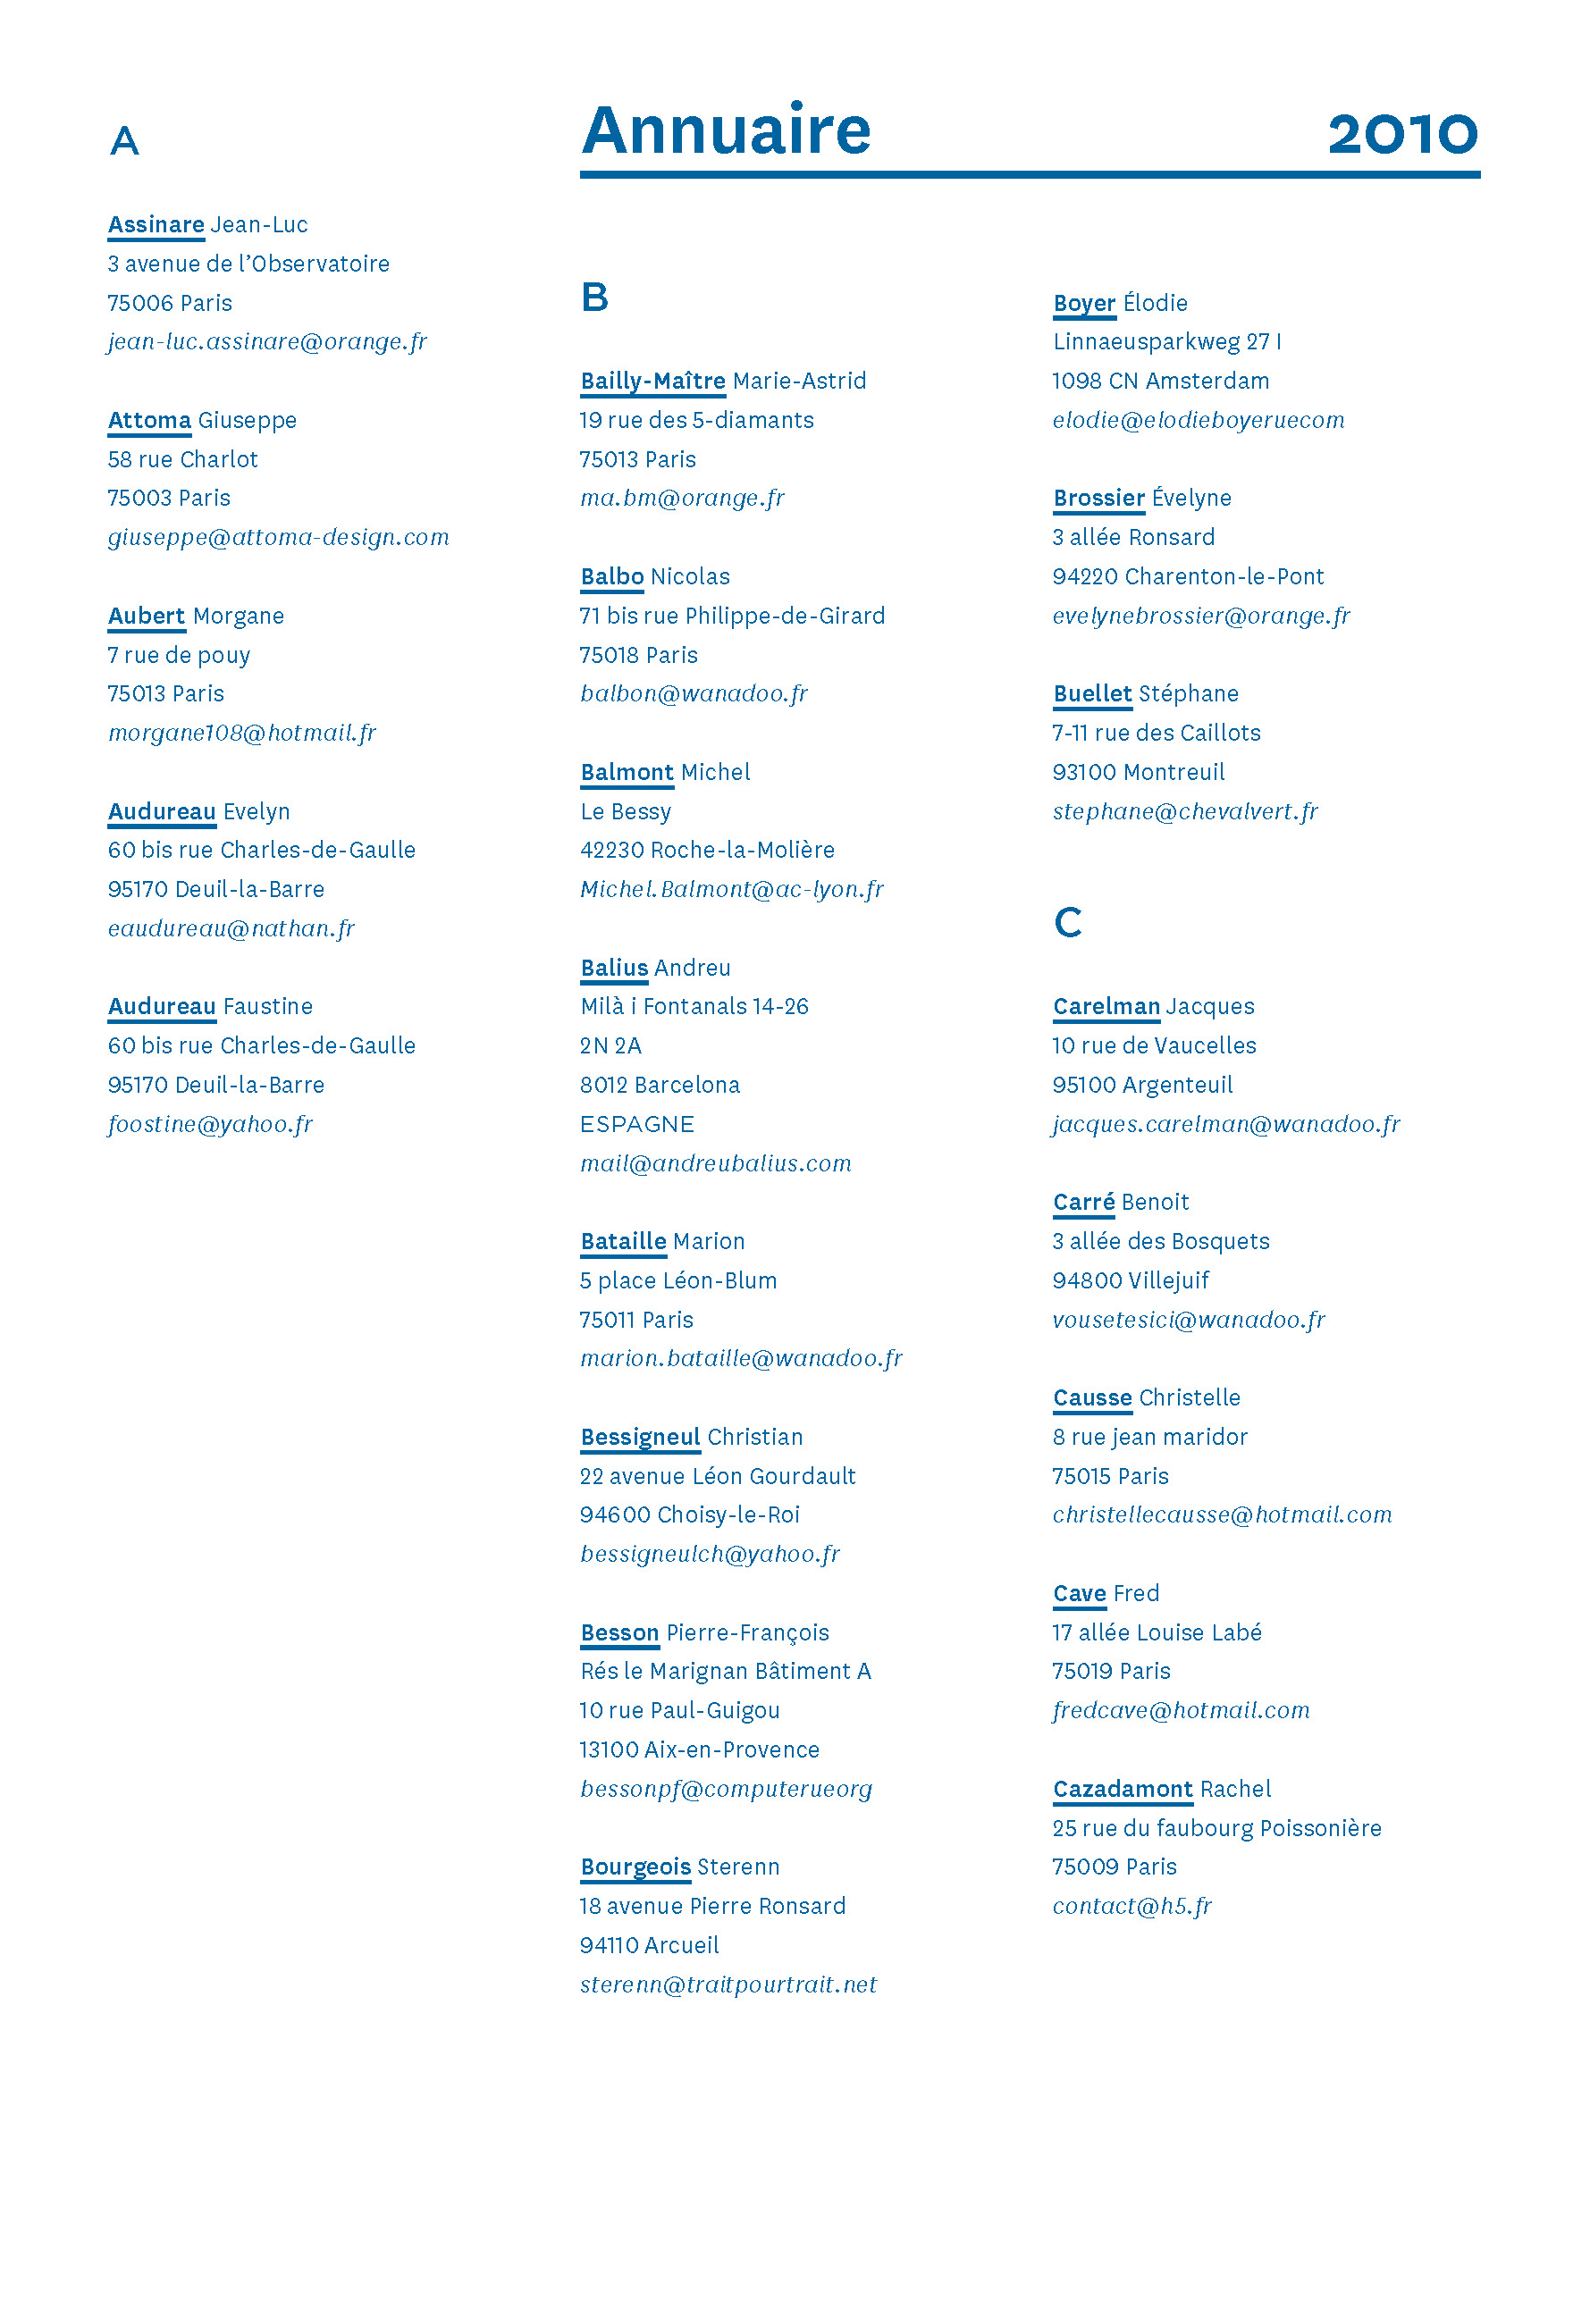 Annuaire 2010
A
Assinare Jean-Luc
3 avenue de l’Observatoire
75006 Paris
jean-luc.assinare@orange.fr
Attoma Giuseppe
58 rue Charlot
75003 Paris
giuseppe@attoma-design.com
Aubert Morgane
7 rue de pouy
75013 Paris
morgane108@hotmail.fr
Audureau Evelyn
60 bis rue Charles-de-Gaulle
95170 Deuil-la-Barre
eaudureau@nathan.fr
Audureau Faustine
60 bis rue Charles-de-Gaulle
95170 Deuil-la-Barre
foostine@yahoo.fr
B
Bailly-Maître Marie-Astrid
19 rue des 5-diamants
75013 Paris
ma.bm@orange.fr
Balbo Nicolas
71 bis rue Philippe-de-Girard
75018 Paris
balbon@wanadoo.fr
Balmont Michel
Le Bessy
42230 Roche-la-Molière
Michel.Balmont@ac-lyon.fr
Balius Andreu
Milà i Fontanals 14-26
2N 2A
8012 Barcelona
ESPAGNE
mail@andreubalius.com
Bataille Marion
5 place Léon-Blum
75011 Paris
marion.bataille@wanadoo.fr
Bessigneul Christian
22 avenue Léon Gourdault
94600 Choisy-le-Roi
bessigneulch@yahoo.fr
Besson Pierre-François
Rés le Marignan Bâtiment A
10 rue Paul-Guigou
13100 Aix-en-Provence
bessonpf@computerueorg
Bourgeois Sterenn
18 avenue Pierre Ronsard
94110 Arcueil
sterenn@traitpourtrait.net
Boyer Élodie
Linnaeusparkweg 27 I
1098 CN Amsterdam
elodie@elodieboyeruecom
Brossier Évelyne
3 allée Ronsard
94220 Charenton-le-Pont
evelynebrossier@orange.fr
Buellet Stéphane
7-11 rue des Caillots
93100 Montreuil
stephane@chevalvert.fr
C
Carelman Jacques
10 rue de Vaucelles
95100 Argenteuil
jacques.carelman@wanadoo.fr
Carré Benoit
3 allée des Bosquets
94800 Villejuif
vousetesici@wanadoo.fr
Causse Christelle
8 rue jean maridor
75015 Paris
christellecausse@hotmail.com
Cave Fred
17 allée Louise Labé
75019 Paris
fredcave@hotmail.com
Cazadamont Rachel
25 rue du faubourg Poissonière
75009 Paris
contact@h5.fr